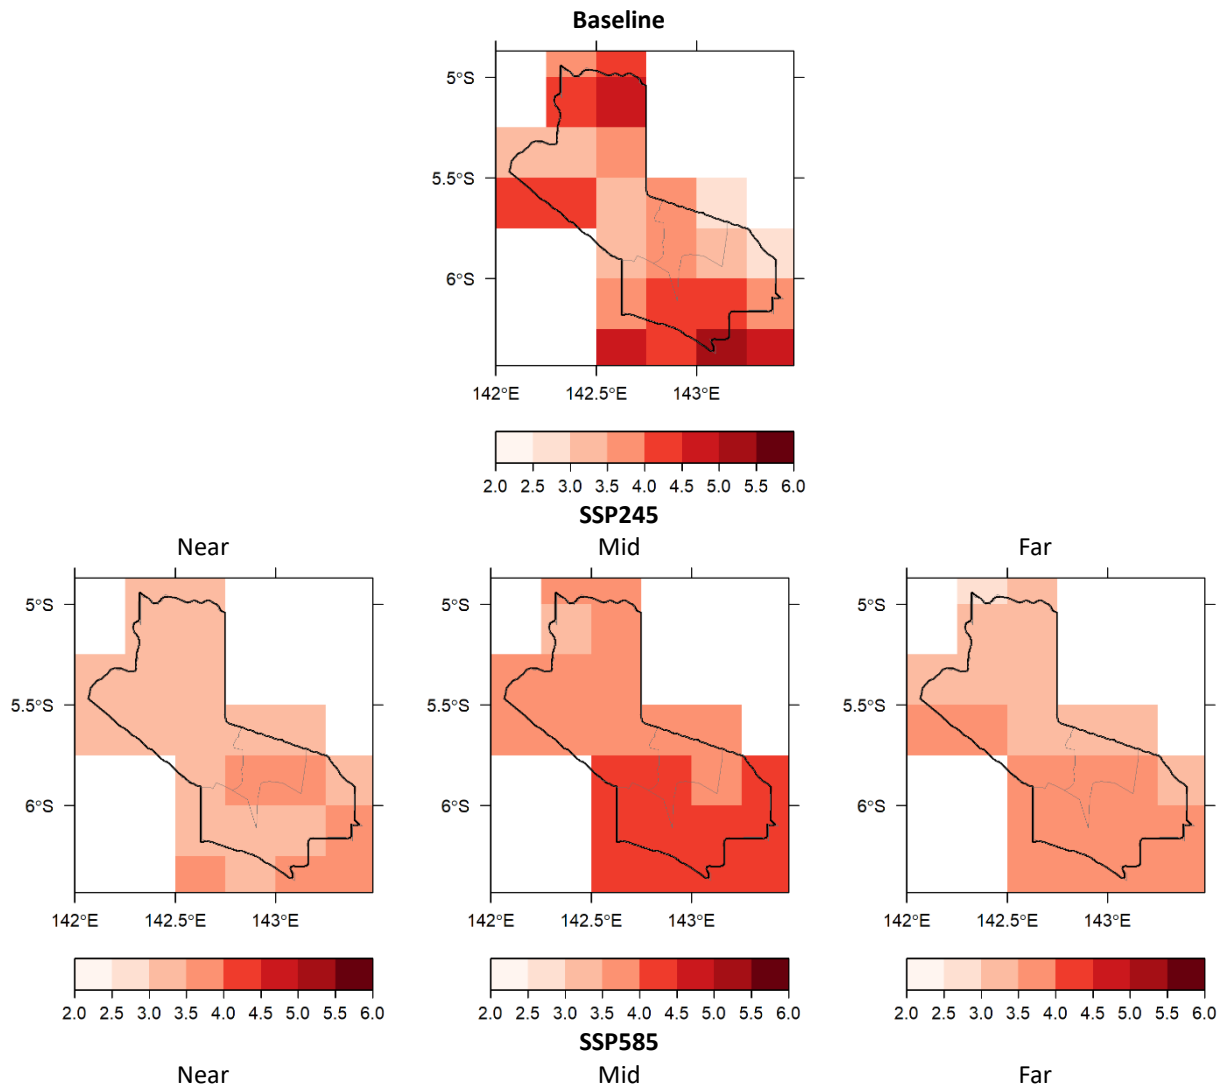 Baseline
5°S
5.5°S
6°S
142°E 142.5°E 143°E
2.0 2.5 3.0 3.5 4.0 4.5 5.0 5.5 6.0
SSP245
Near Mid Far
5°S 5°S 5°S
5.5°S 5.5°S 5.5°S
6°S 6°S 6°S
142°E 142.5°E 143°E 142°E 142.5°E 143°E 142°E 142.5°E 143°E
2.0 2.5 3.0 3.5 4.0 4.5 5.0 5.5 6.0 2.0 2.5 3.0 3.5 4.0 4.5 5.0 5.5 6.0 2.0 2.5 3.0 3.5 4.0 4.5 5.0 5.5 6.0
SSP585
Near Mid Far